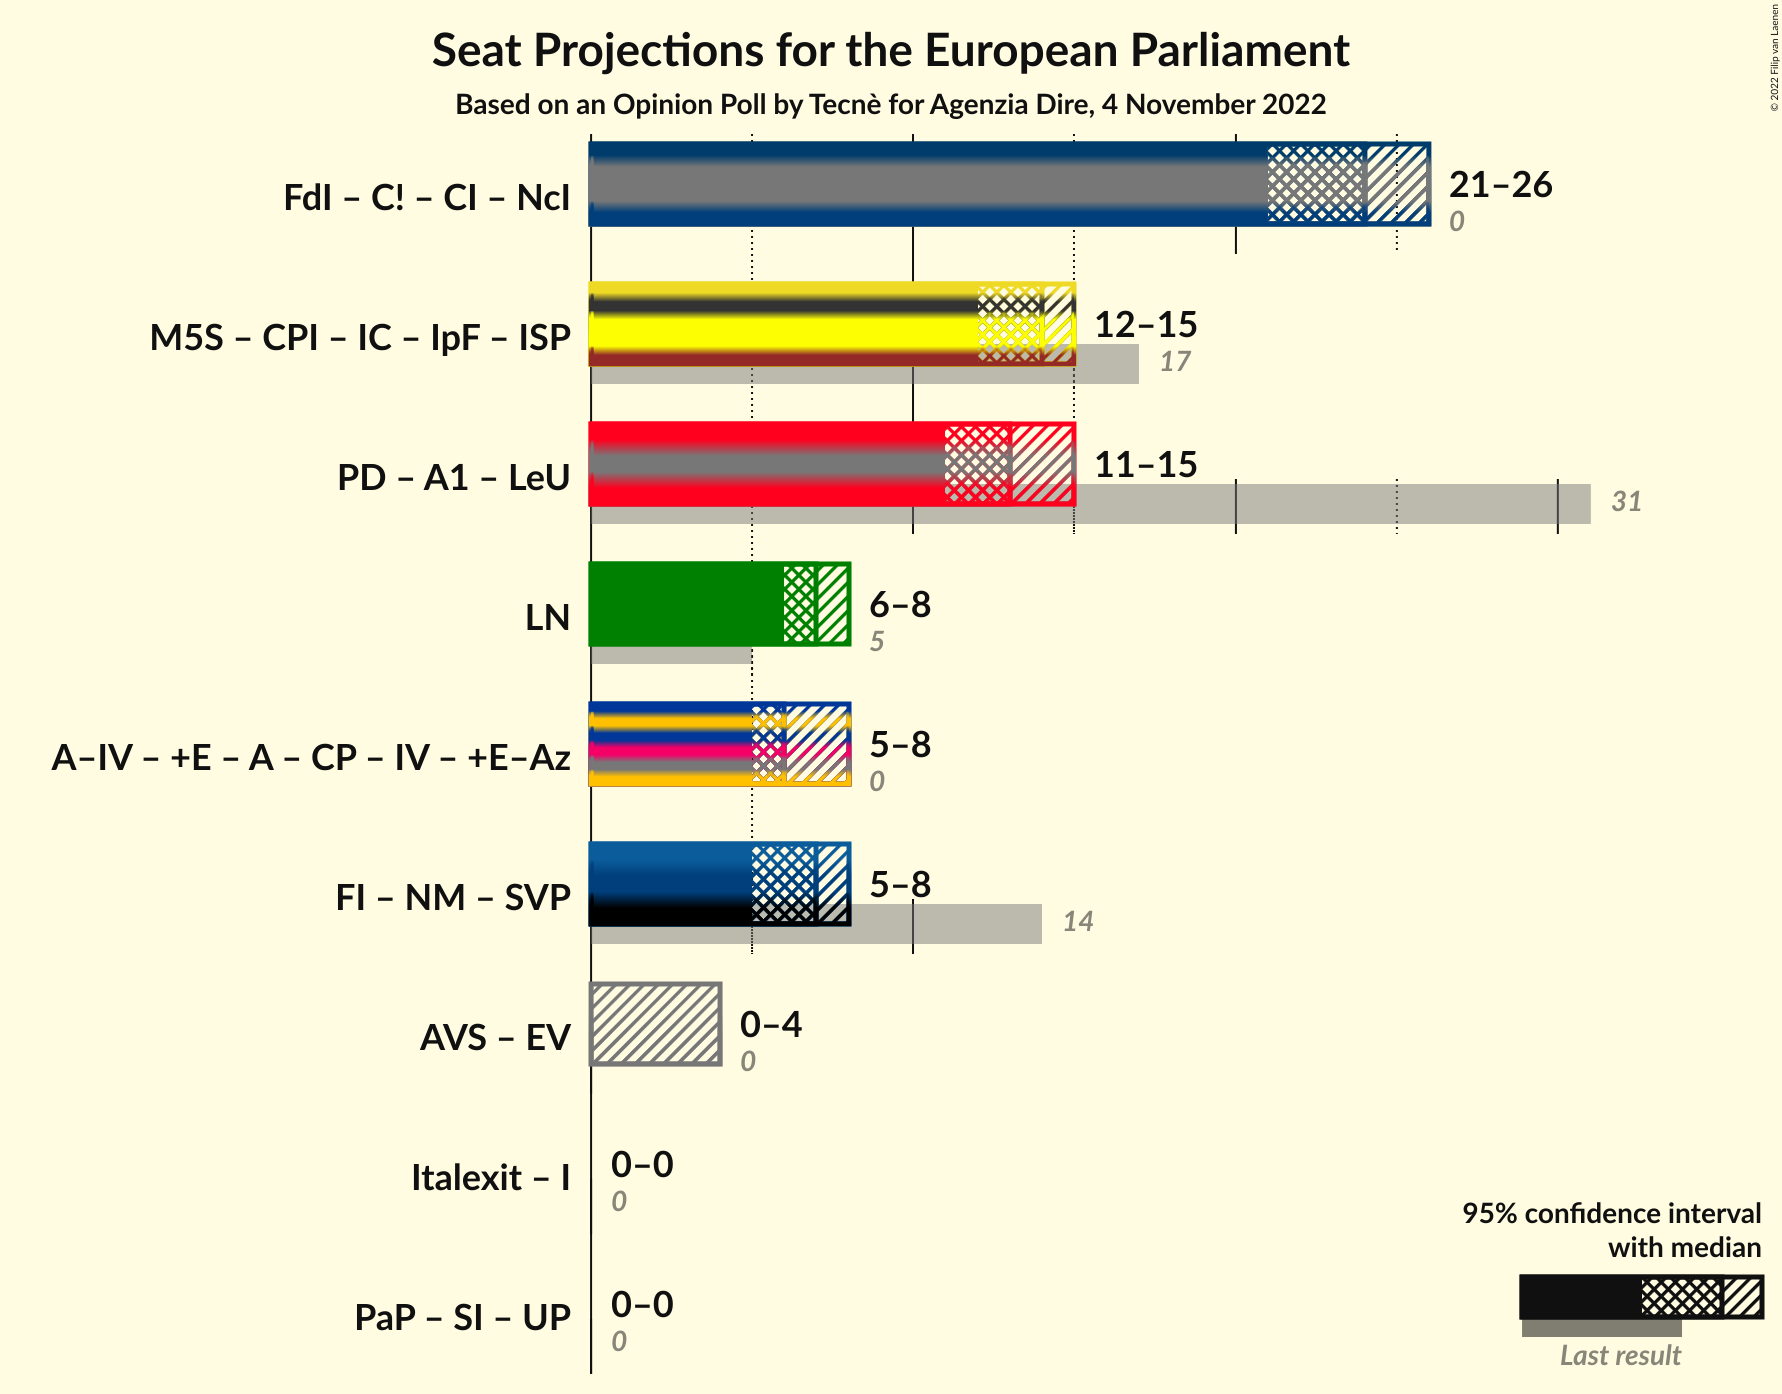 Seat Projections for the European Parliament
Based on an Opinion Poll by Tecnè for Agenzia Dire, 4 November 2022
© 2022 Filip van Laenen
FdI – C! – CI – NcI
21–26
0
M5S – CPI – IC – IpF – ISP
12–15
17
PD – A1 – LeU
11–15
31
LN
6–8
5
A–IV – +E – A – CP – IV – +E–Az
5–8
0
FI – NM – SVP
5–8
14
AVS – EV
0–4
0
Italexit – I
0–0
0
PaP – SI – UP
0–0
0
95% confidence interval
with median
Last result